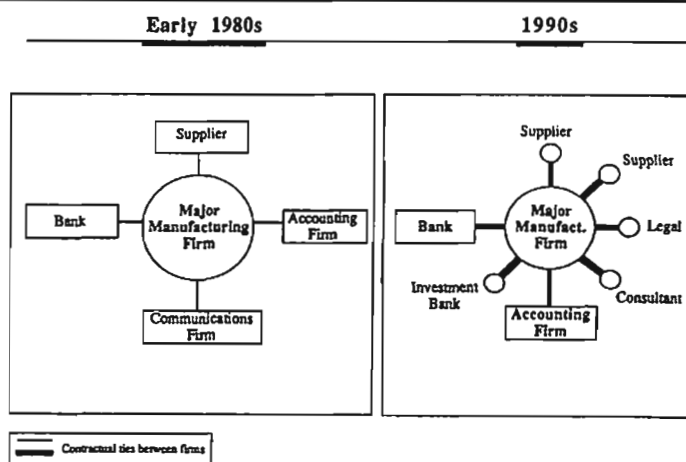 Early 1980s
1990s
Supplier
Bank
Major
Manufacturing
Firm
Accounting
Firm
Communications
Firm
Supplier
Supplier
Bank
Major
Manufact.
Firm
Legal
Investment
Bank
Consultant
Accounting
Firm
Contractual ties between firms